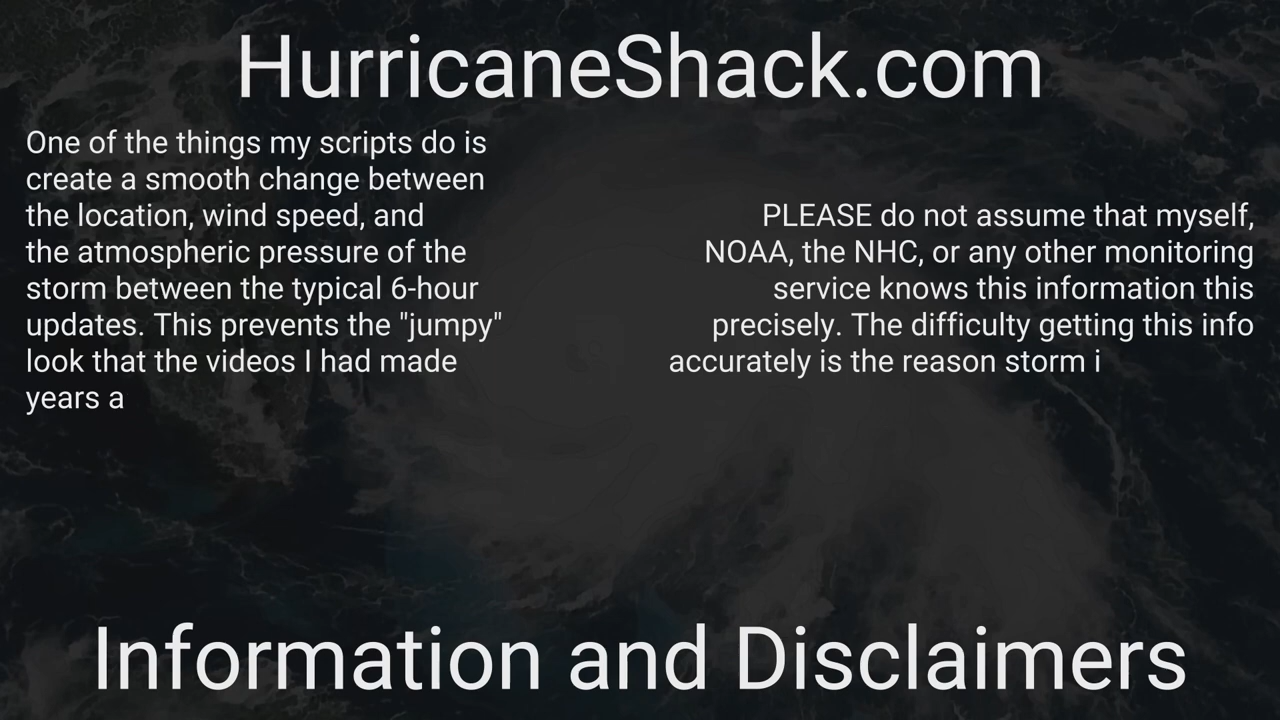 HurricaneShack.com
One of the things my scripts do is
create a smooth change between
the location, wind speed, and
the atmospheric pressure of the
storm between the typical 6-hour
updates. This prevents the "jumpy"
look that the videos I had made
years a
PLEASE do not assume that myself,
NOAA, the NHC, or any other monitoring
service knows this information this
precisely. The difficulty getting this info
accurately is the reason storm i
Information and Disclaimers